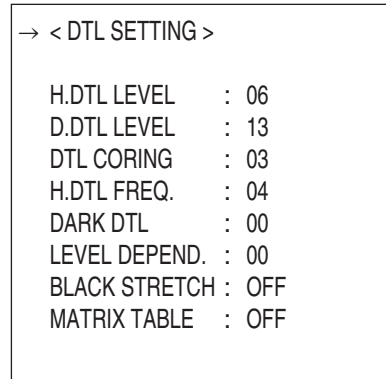 → < DTL SETTING >
H.DTL LEVEL : 06
D.DTL LEVEL : 13
DTL CORING : 03
H.DTL FREQ. : 04
DARK DTL : 00
LEVEL DEPEND. : 00
BLACK STRETCH : OFF
MATRIX TABLE : OFF